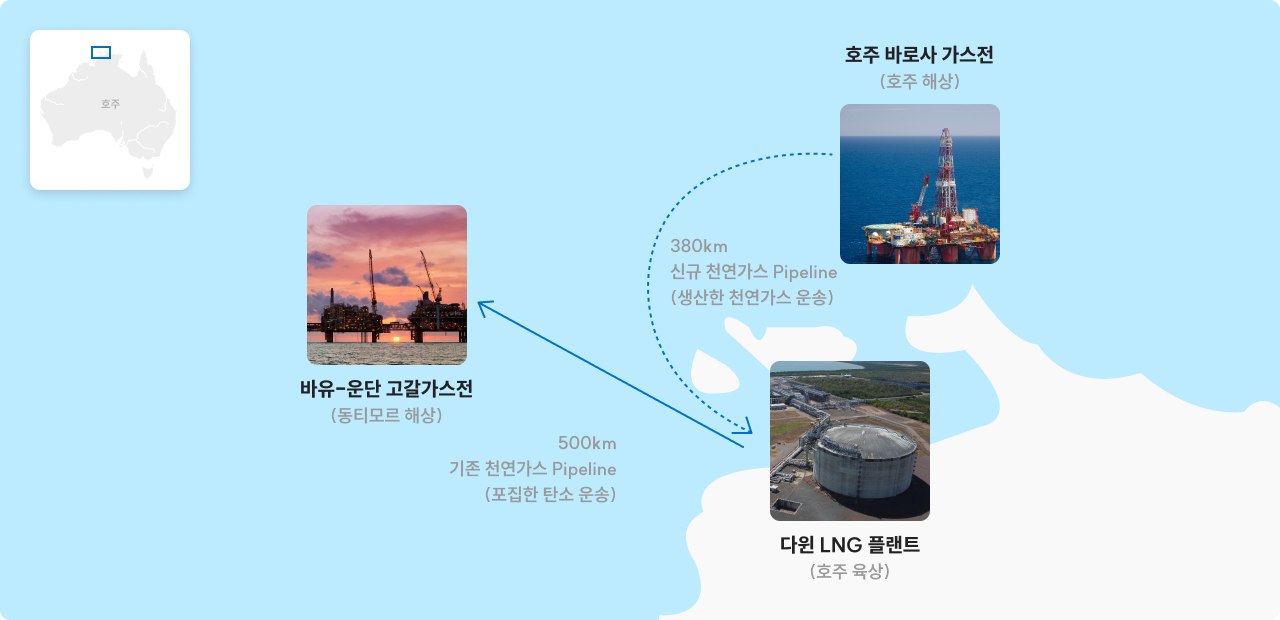 호주
호주 바로사 가스전
(호주 해상)
380km
신규 천연가스 Pipeline
(생산한 천연가스 운송)
바유-운단 고갈가스전
(동티모르 해상)
500km
기존 천연가스 Pipeline
(포집한 탄소 운송)
다윈 LNG 플랜트
(호주 육상)